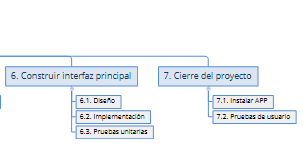 6. Construir interfaz principal
7. Cierre del proyecto
6.1. Diseño
6.2. Implementación
6.3. Pruebas unitarias
7.1. Instalar APP
7.2. Pruebas de usuario